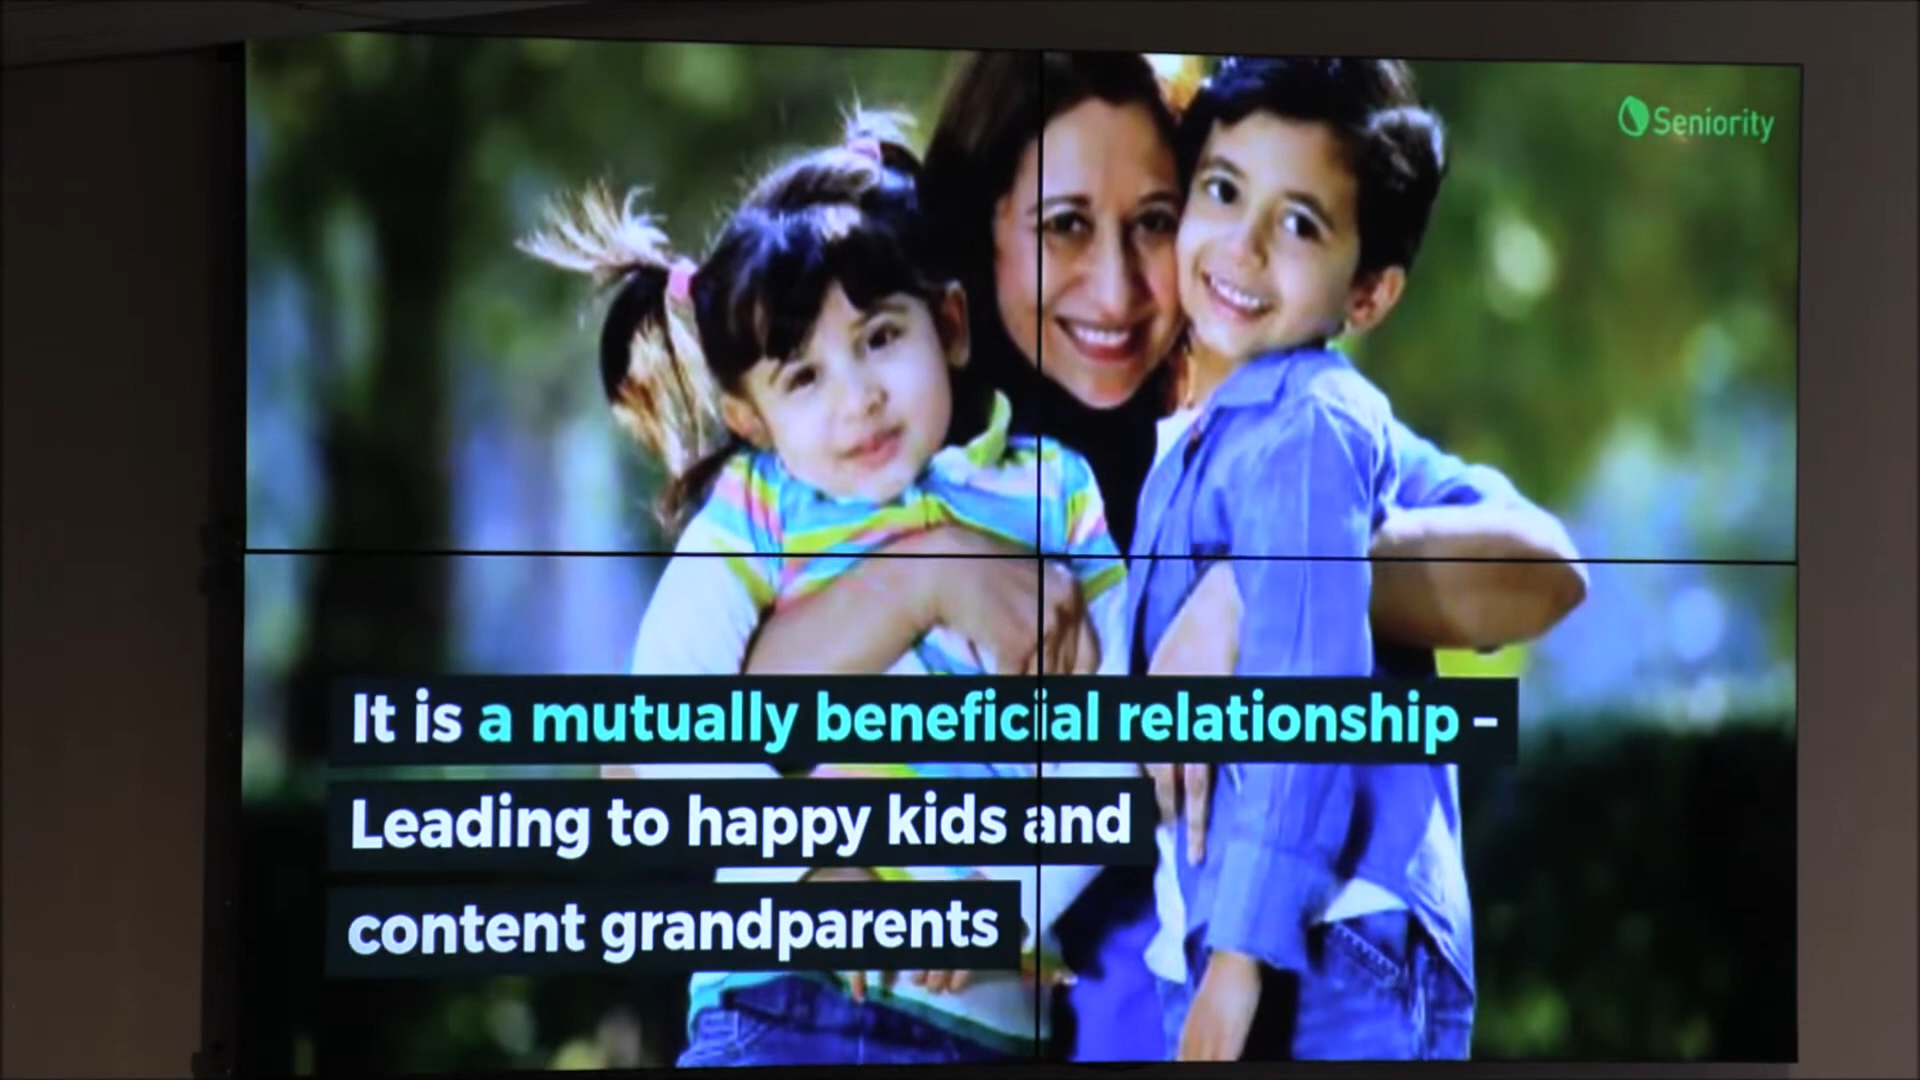 Seniority
It is a mutually beneficial relationship –
Leading to happy kids and
content grandparents